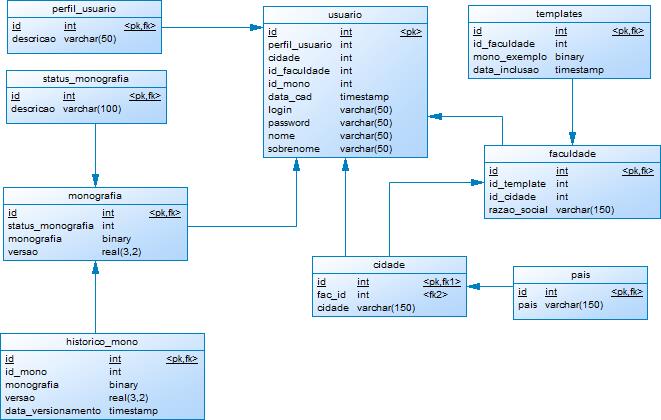 perfil_usuario
id int <pk,fk>
descricao varchar(50)
usuario
id int <pk>
perfil_usuario int
cidade int
id_faculdade int
id_mono int
data_cad timestamp
login varchar(50)
password varchar(50)
nome varchar(50)
sobrenome varchar(50)
templates
id int <pk,fk>
id_faculdade int
mono_exemplo binary
data_inclusao timestamp
status_monografia
id int <pk,fk>
descricao varchar(100)
faculdade
id int <pk,fk>
id_template int
id_cidade int
razao_social varchar(150)
monografia
id int <pk,fk>
status_monografia int
monografia binary
versao real(3,2)
cidade
id int <pk,fk1>
fac_id int <fk2>
cidade varchar(150)
pais
id int <pk,fk>
pais varchar(150)
historico_mono
id int <pk,fk>
id_mono int
monografia binary
versao real(3,2)
data_versionamento timestamp